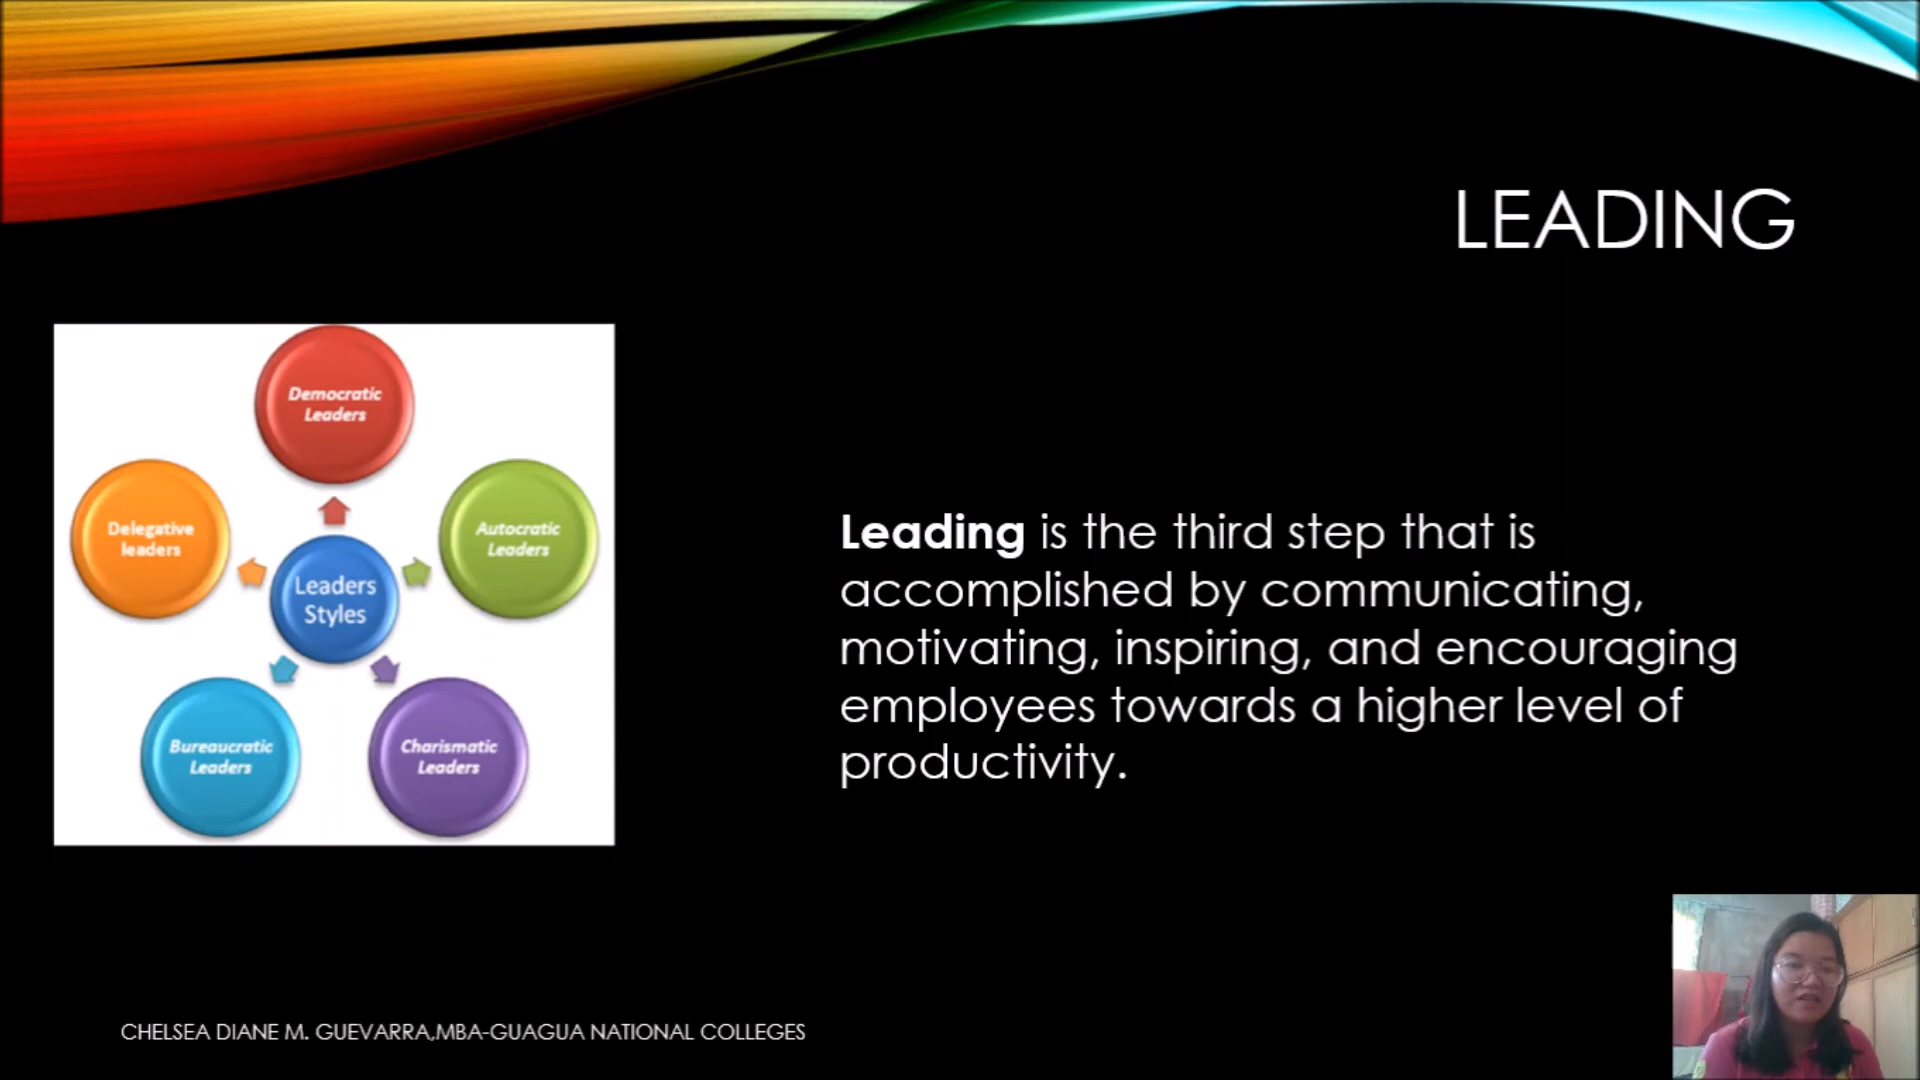 LEADING
Democratic
Leaders
Delegative
leaders
Autocratic
Leaders
Leaders
Styles
Bureaucratic
Leaders
Charismatic
Leaders
Leading is the third step that is
accomplished by communicating,
motivating, inspiring, and encouraging
employees towards a higher level of
productivity.
CHELSEA DIANE M. GUEVARRA,MBA-GUAGUA NATIONAL COLLEGES